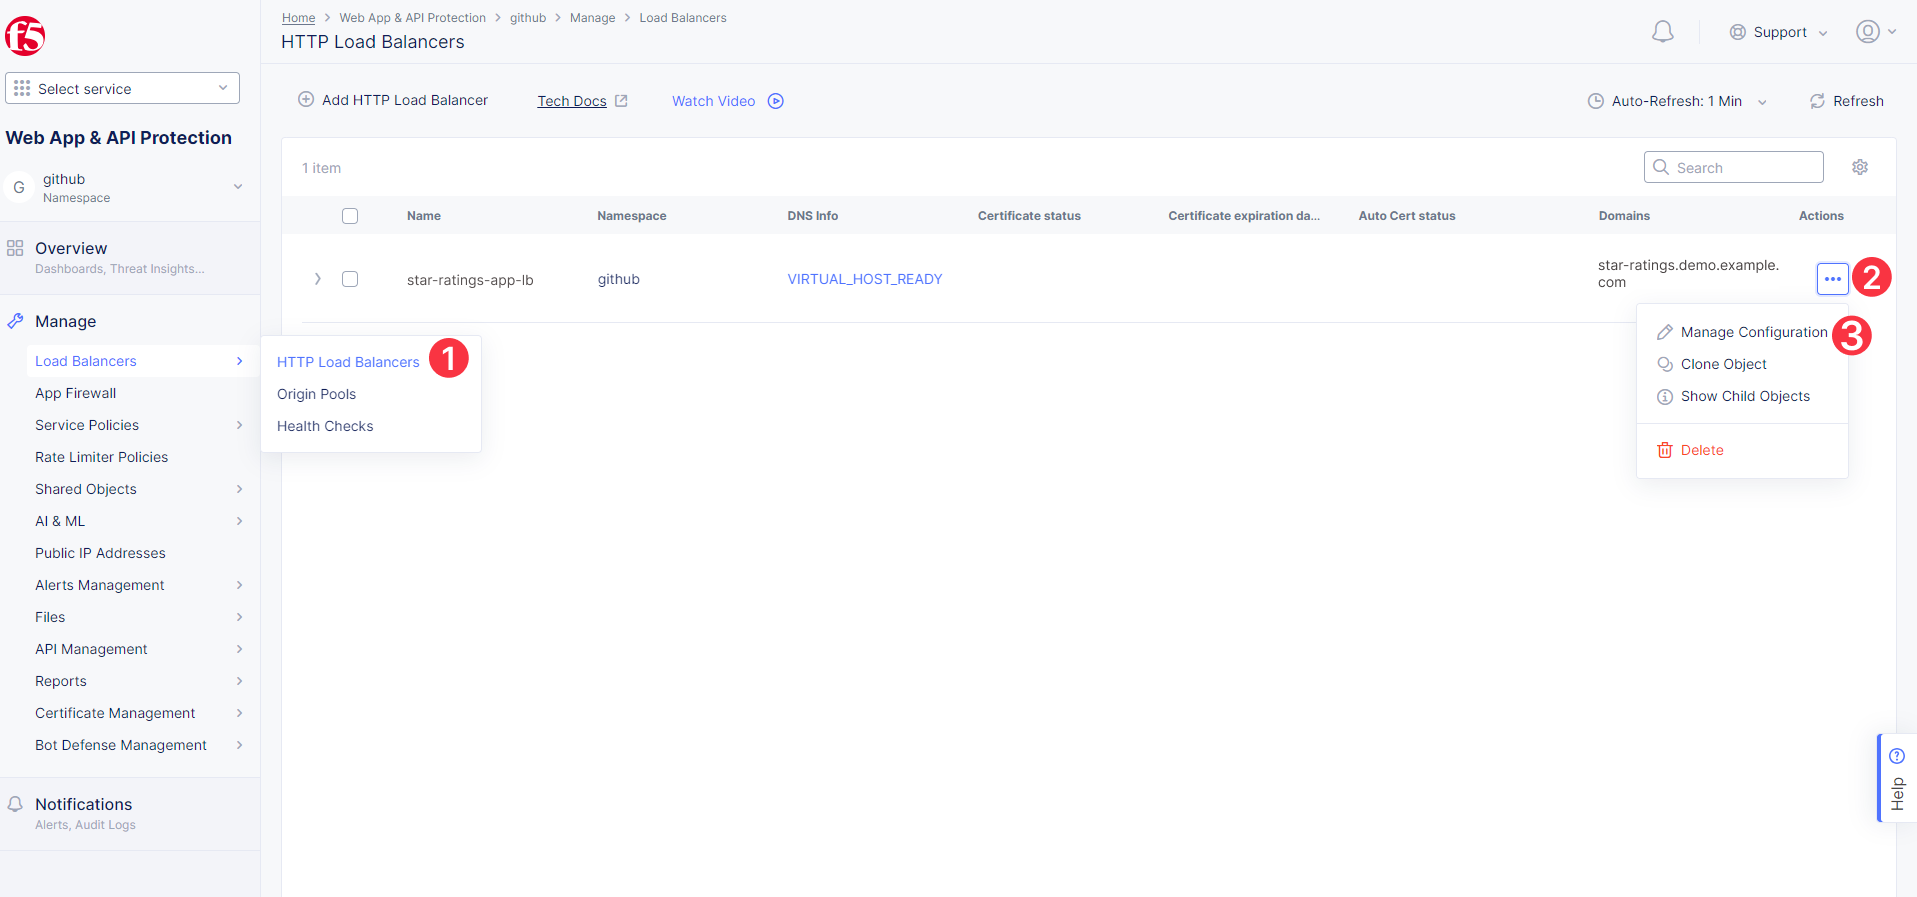 Home > Web App & API Protection > github > Manage > Load Balancers
HTTP Load Balancers
Support
f5
Select service
Add HTTP Load Balancer
Tech Docs
Watch Video
Auto-Refresh: 1 Min
Refresh
Web App & API Protection
G
github
Namespace
1 item
Search
Name Namespace DNS Info Certificate status Certificate expiration da... Auto Cert status Domains Actions
star-ratings-app-lb github VIRTUAL_HOST_READY star-ratings.demo.example.
com
2
Manage Configuration
3
Clone Object
Show Child Objects
Delete
Overview
Dashboards, Threat Insights...
Manage
Load Balancers
HTTP Load Balancers
1
Origin Pools
Health Checks
App Firewall
Service Policies
Rate Limiter Policies
Shared Objects
AI & ML
Public IP Addresses
Alerts Management
Files
API Management
Reports
Certificate Management
Bot Defense Management
Notifications
Alerts, Audit Logs
Help